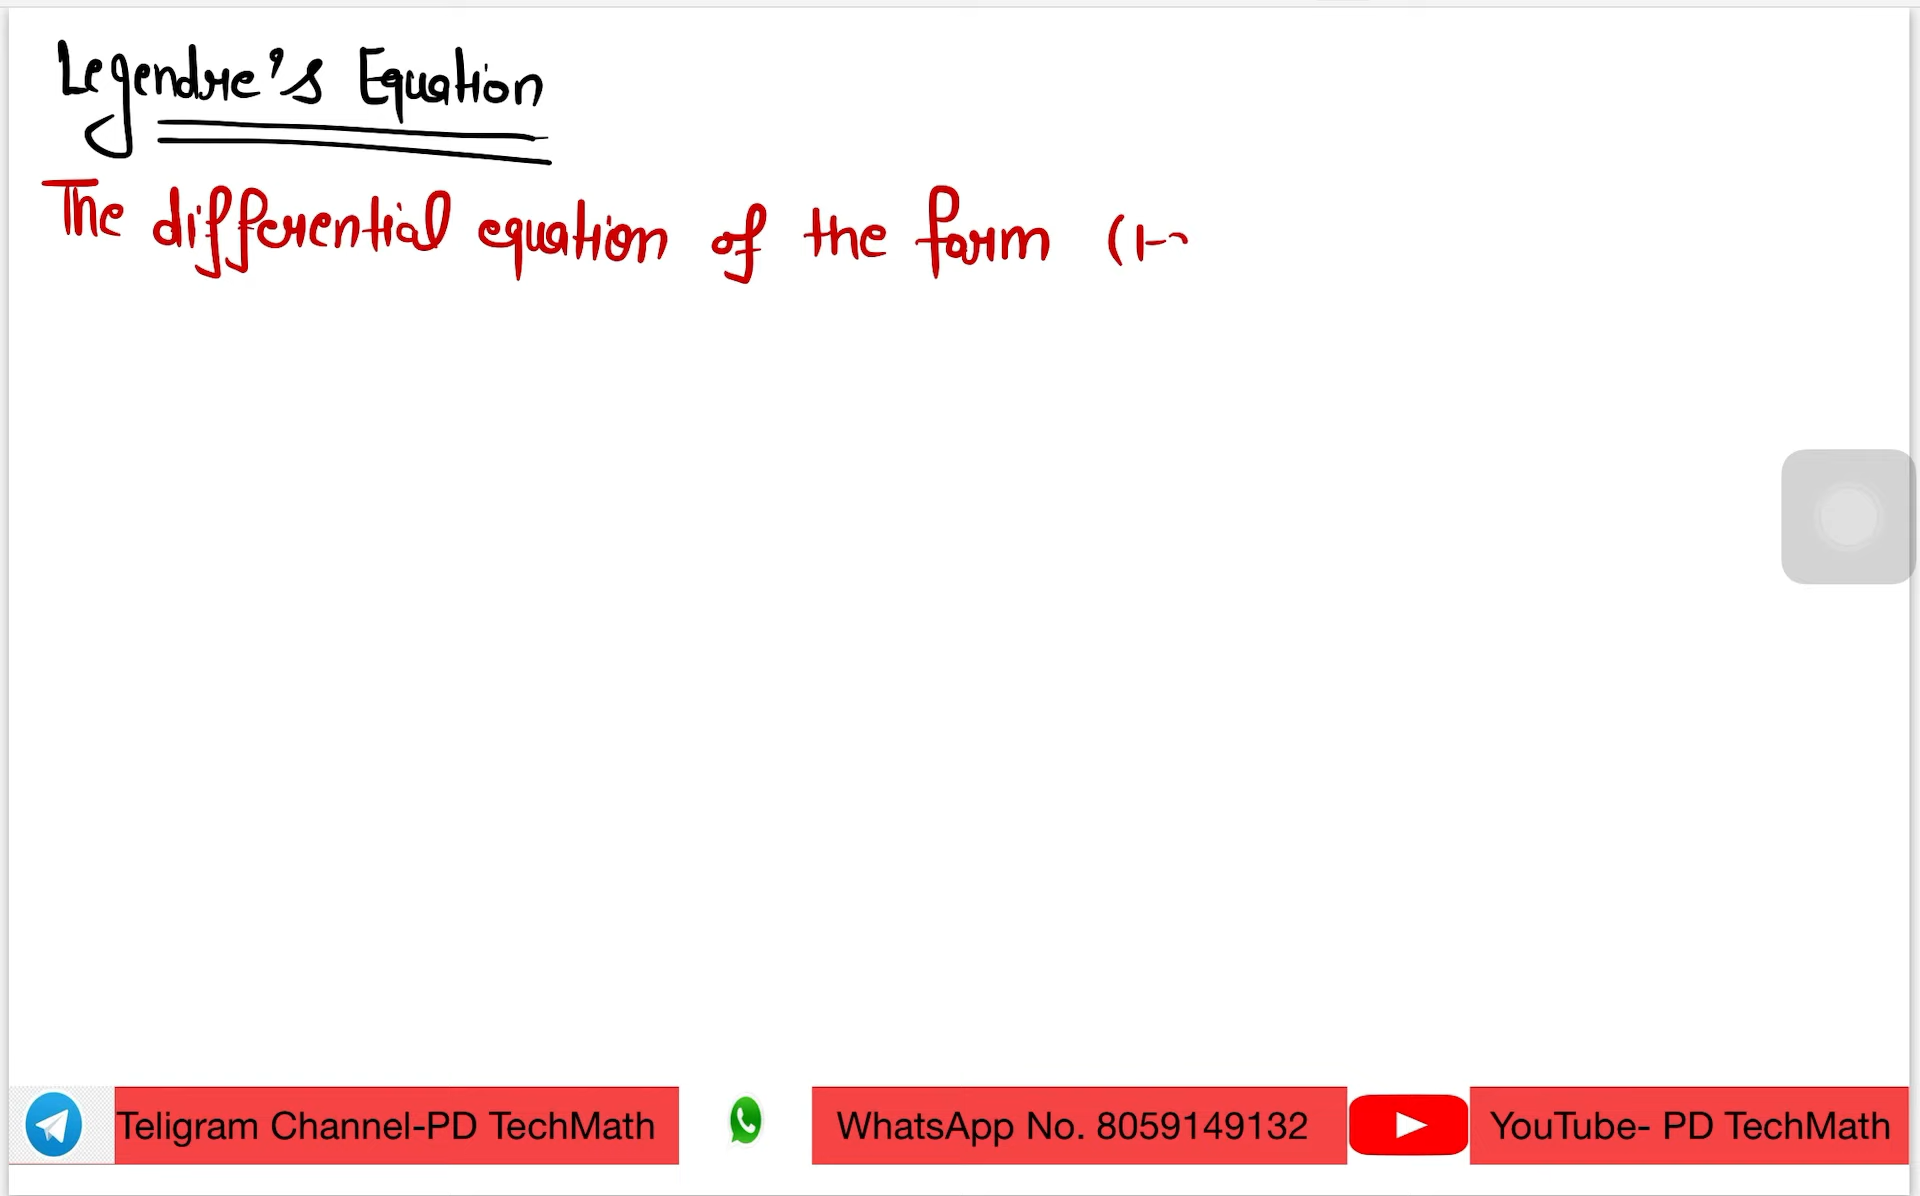 Legendre's Equation
The differential equation of the form (1-
Teligram Channel-PD TechMath
WhatsApp No. 8059149132
YouTube- PD TechMath